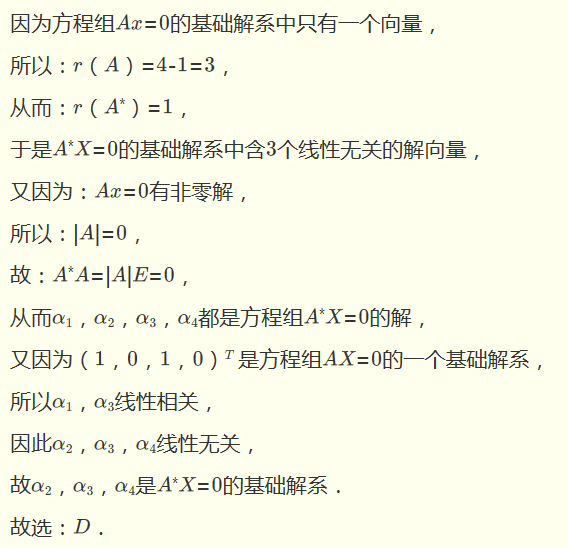 因为方程组Ax=0的基础解系中只有一个向量，
所以：r（A）=4-1=3，
从而：r（A*）=1，
于是A*X=0的基础解系中含3个线性无关的解向量，
又因为：Ax=0有非零解，
所以：|A|=0，
故：A*A=|A|E=0，
从而α₁，α₂，α₃，α₄都是方程组A*X=0的解，
又因为（1，0，1，0）ᵀ是方程组AX=0的一个基础解系，
所以α₁，α₃线性相关，
因此α₂，α₃，α₄线性无关，
故α₂，α₃，α₄是A*X=0的基础解系．
故选：D．